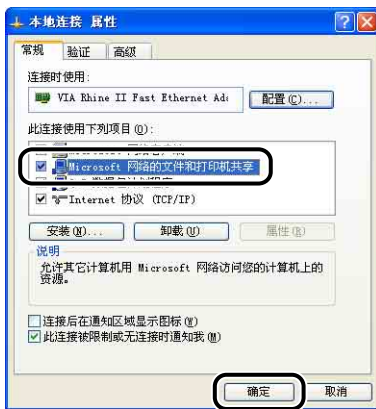 本地连接 属性
常规 验证 高级
连接时使用:
VIA Rhine II Fast Ethernet Ad
配置(C)...
此连接使用下列项目(O):
Microsoft 网络的文件和打印机共享
Internet 协议 (TCP/IP)
安装(N)... 卸载(U) 属性(R)
说明
允许其它计算机用 Microsoft 网络访问您的计算机上的
资源。
连接后在通知区域显示图标(W)
此连接被限制或无连接时通知我(M)
确定 取消